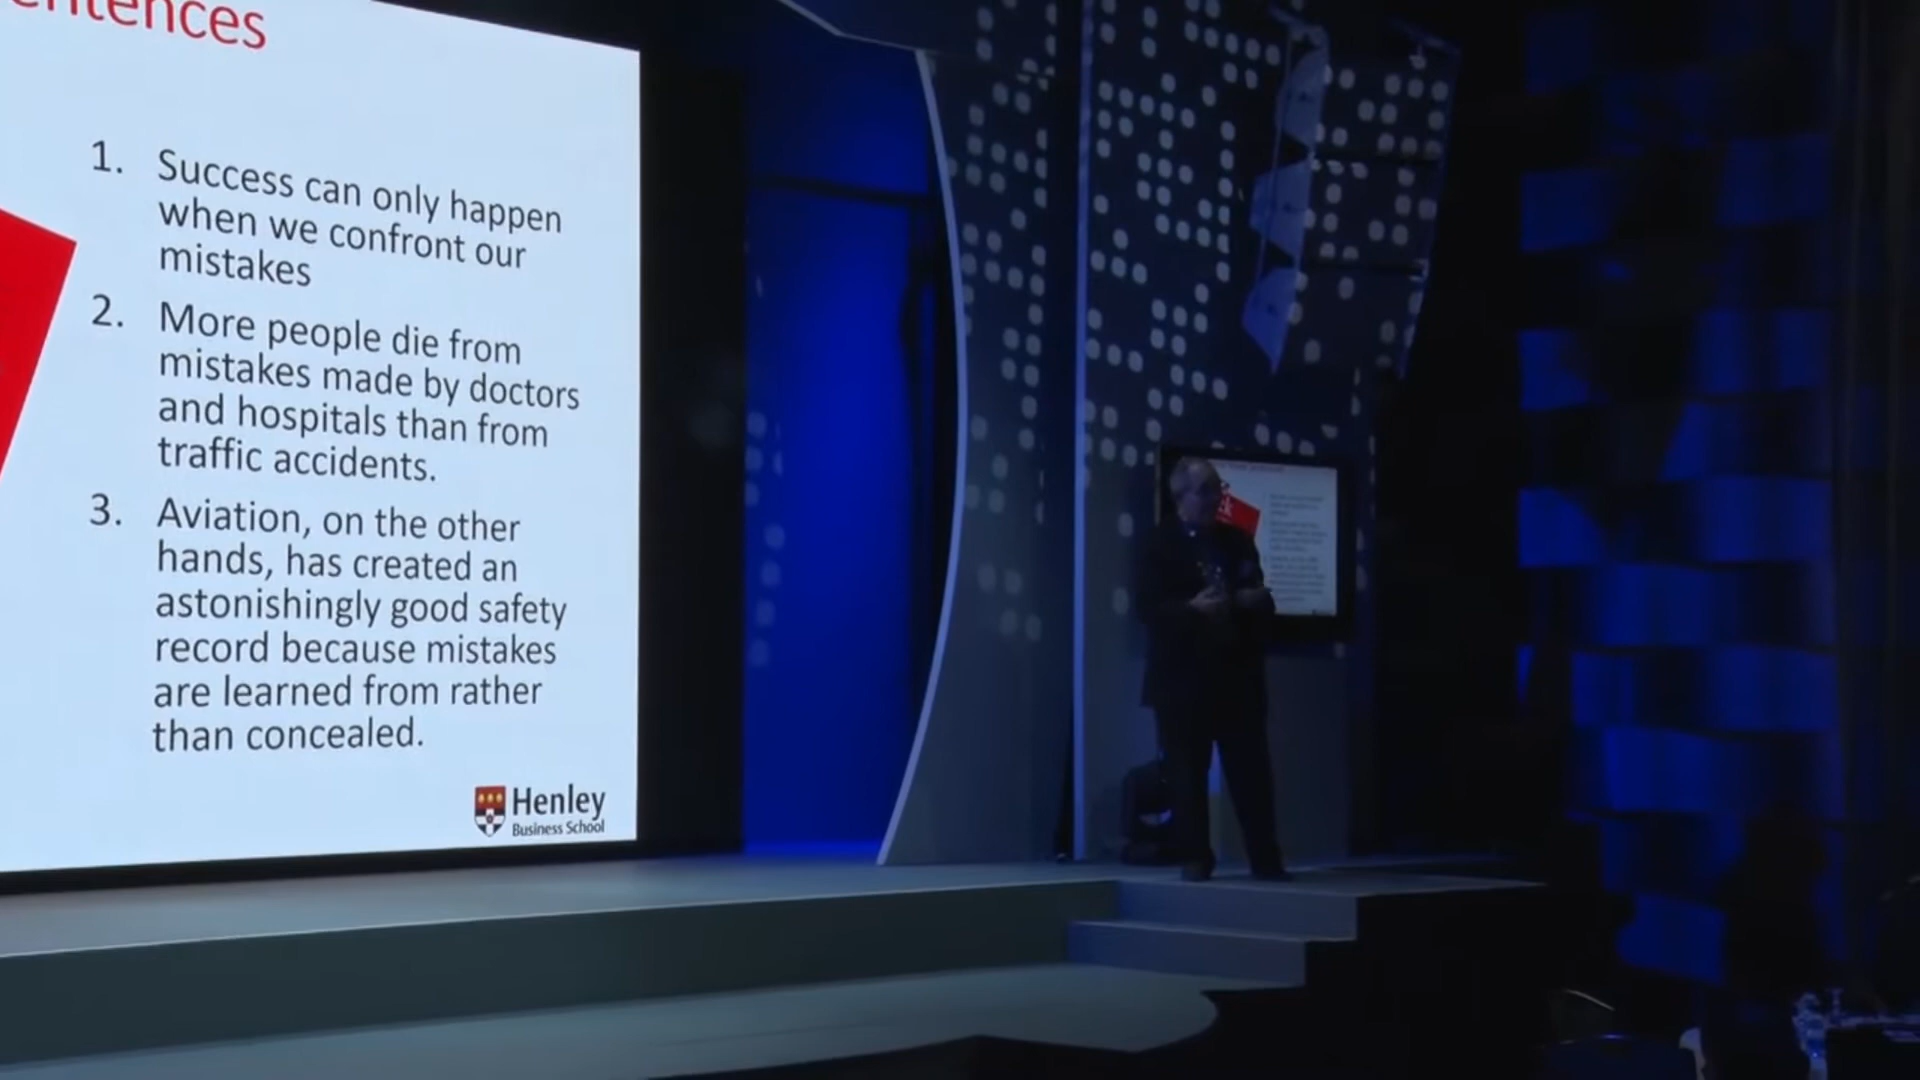 1. Success can only happen
when we confront our
mistakes
2. More people die from
mistakes made by doctors
and hospitals than from
traffic accidents.
3. Aviation, on the other
hands, has created an
astonishingly good safety
record because mistakes
are learned from rather
than concealed.
Henley
Business School